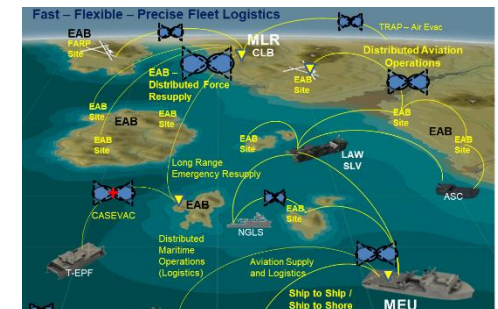 Fast – Flexible – Precise Fleet Logistics
TRAP – Air Evac
EAB
FARP
Site
MLR
CLB
Distributed Aviation
Operations
EAB –
Distributed Force
Resupply
EAB
Site
EAB
Site
EAB
EAB
Site
EAB
Site
EAB
Site
EAB
EAB
Site
EAB
Site
LAW
SLV
Long Range
Emergency Resupply
ASC
CASEVAC
EAB
EAB
Site
NGLS
Distributed
Maritime
Operations
(Logistics)
Aviation Supply
and Logistics
T-EPF
Ship to Ship /
Ship to Shore
MEU